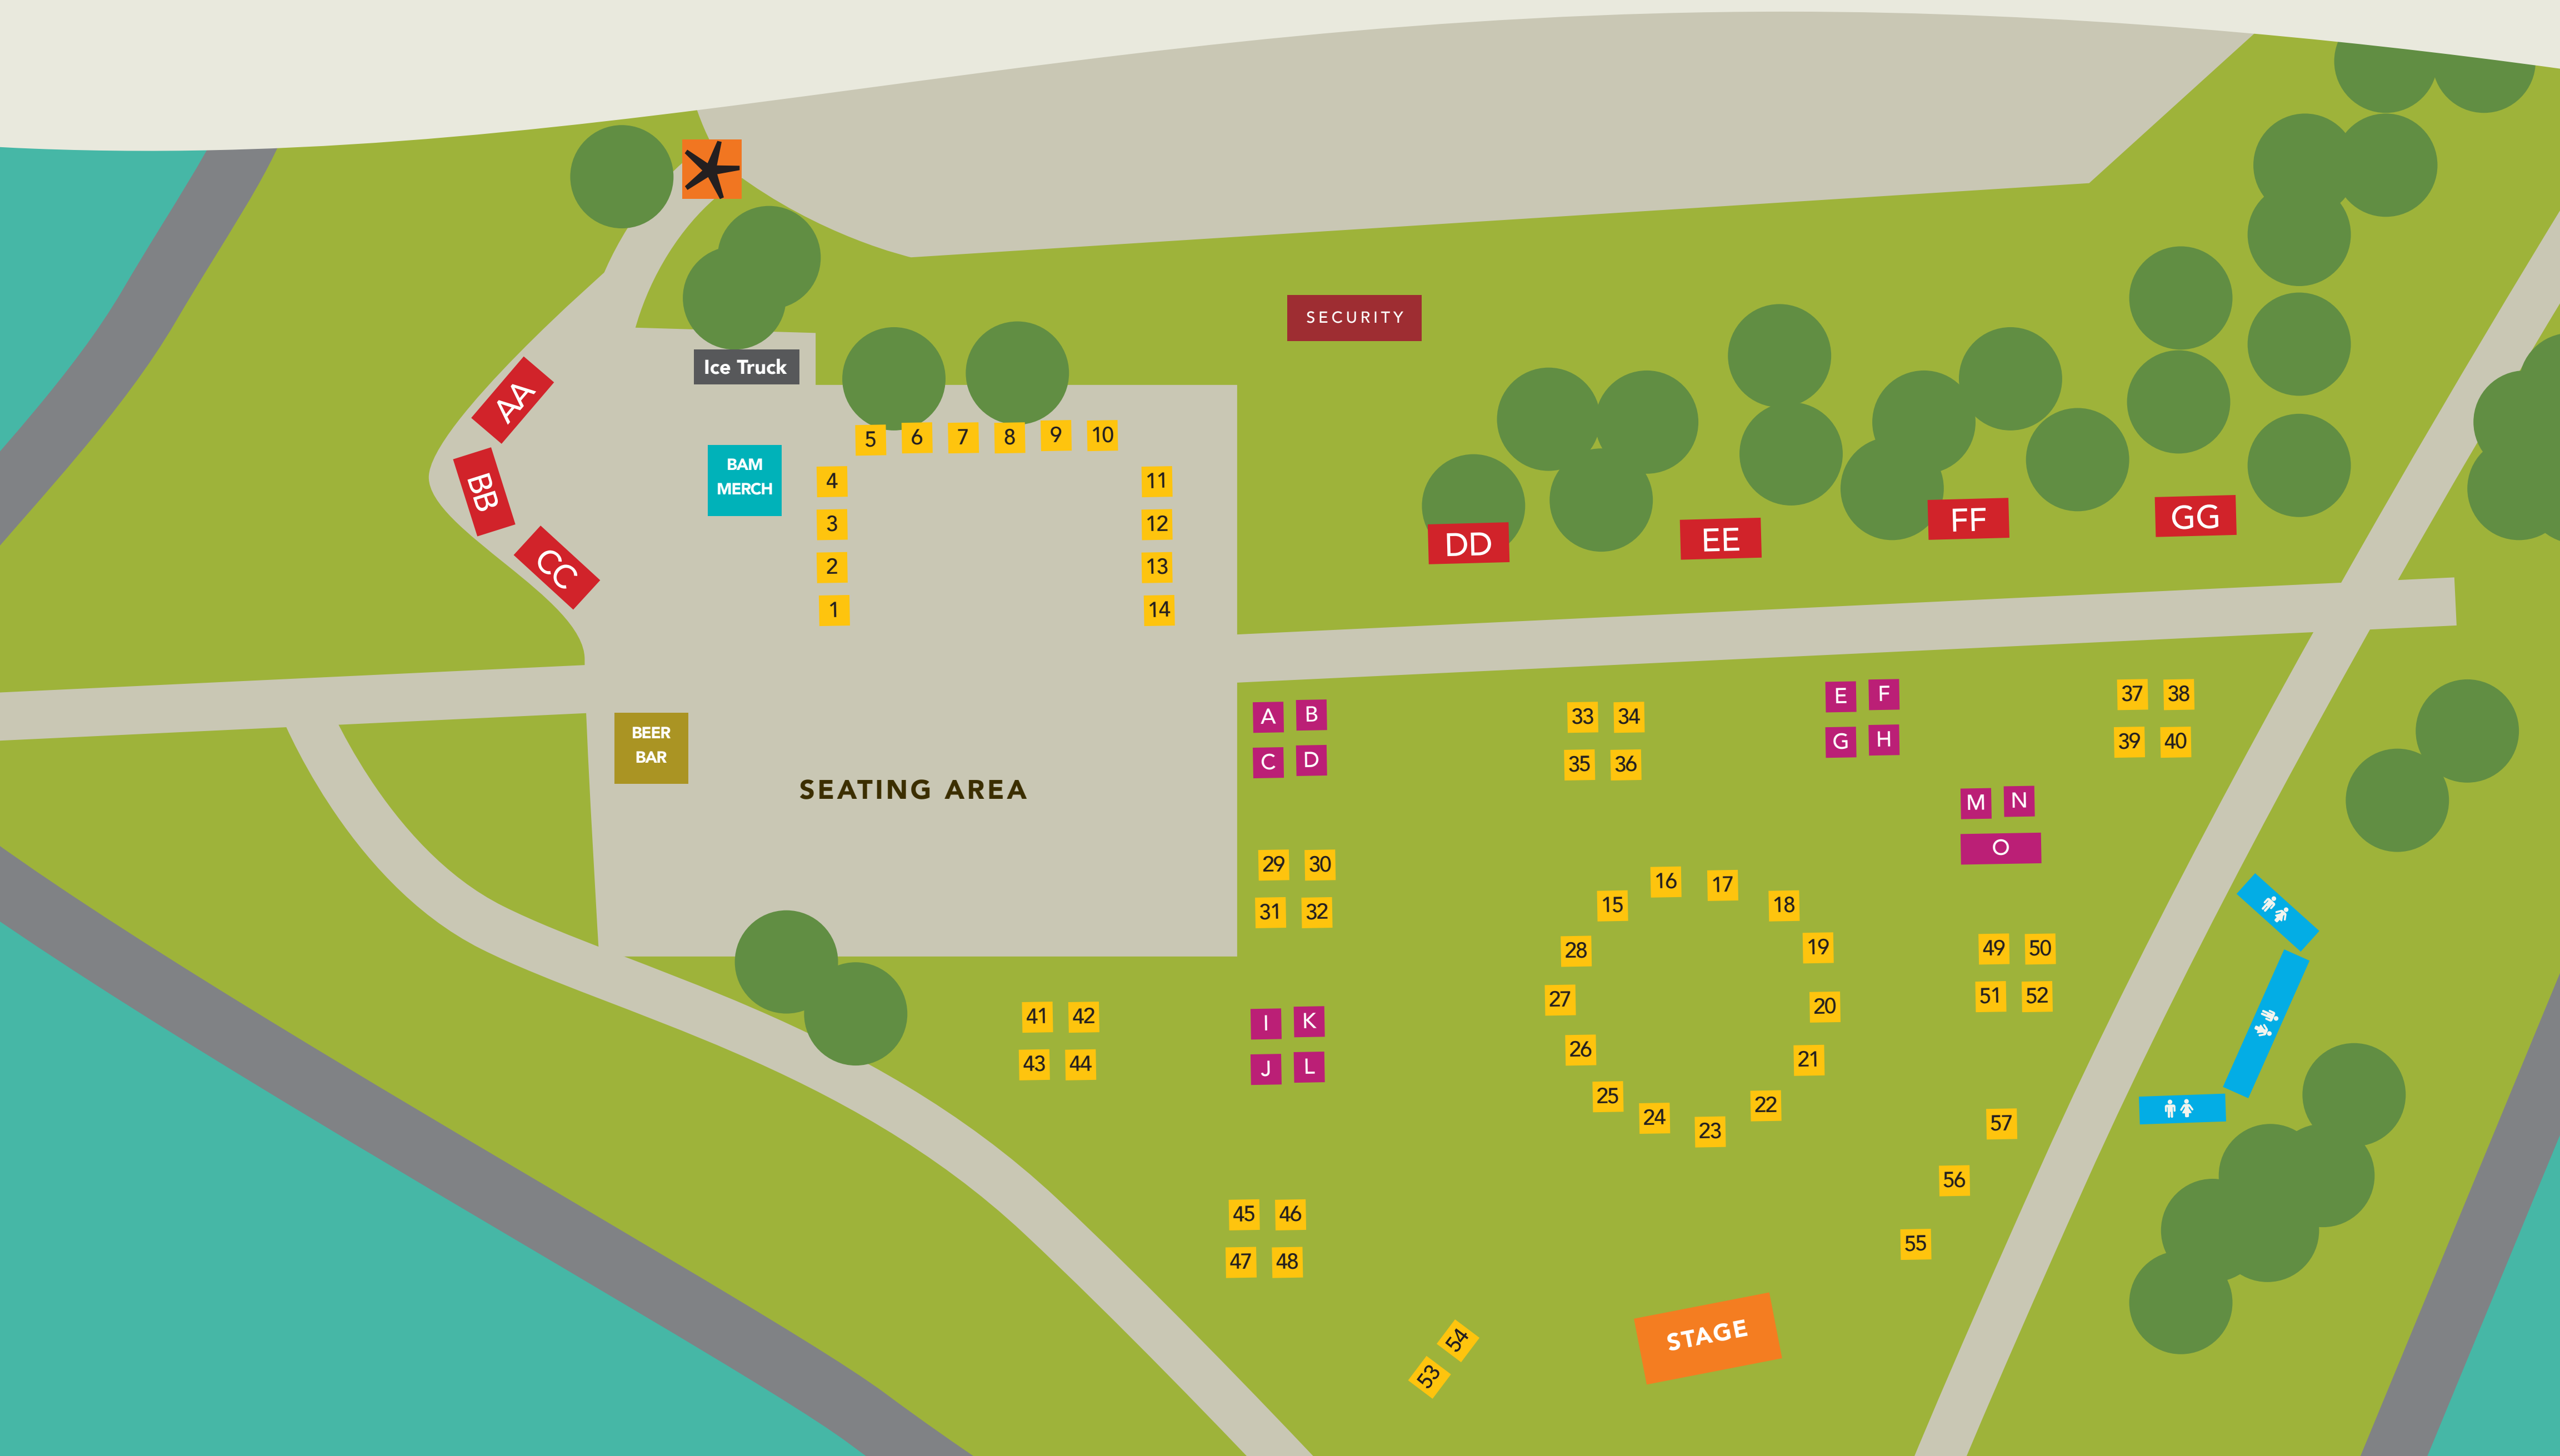 SECURITY
Ice Truck
AA
BB
CC
BAM
MERCH
5 6 7 8 9 10
4
3
2
1
11
12
13
14
DD
EE
FF
GG
BEER
BAR
SEATING AREA
A B
C D
33 34
35 36
E F
G H
37 38
39 40
M N
O
29 30
31 32
15
16
17
18
19
20
21
22
23
24
25
26
27
28
49 50
51 52
41 42
43 44
I K
J L
57
56
55
45 46
47 48
54
53
STAGE